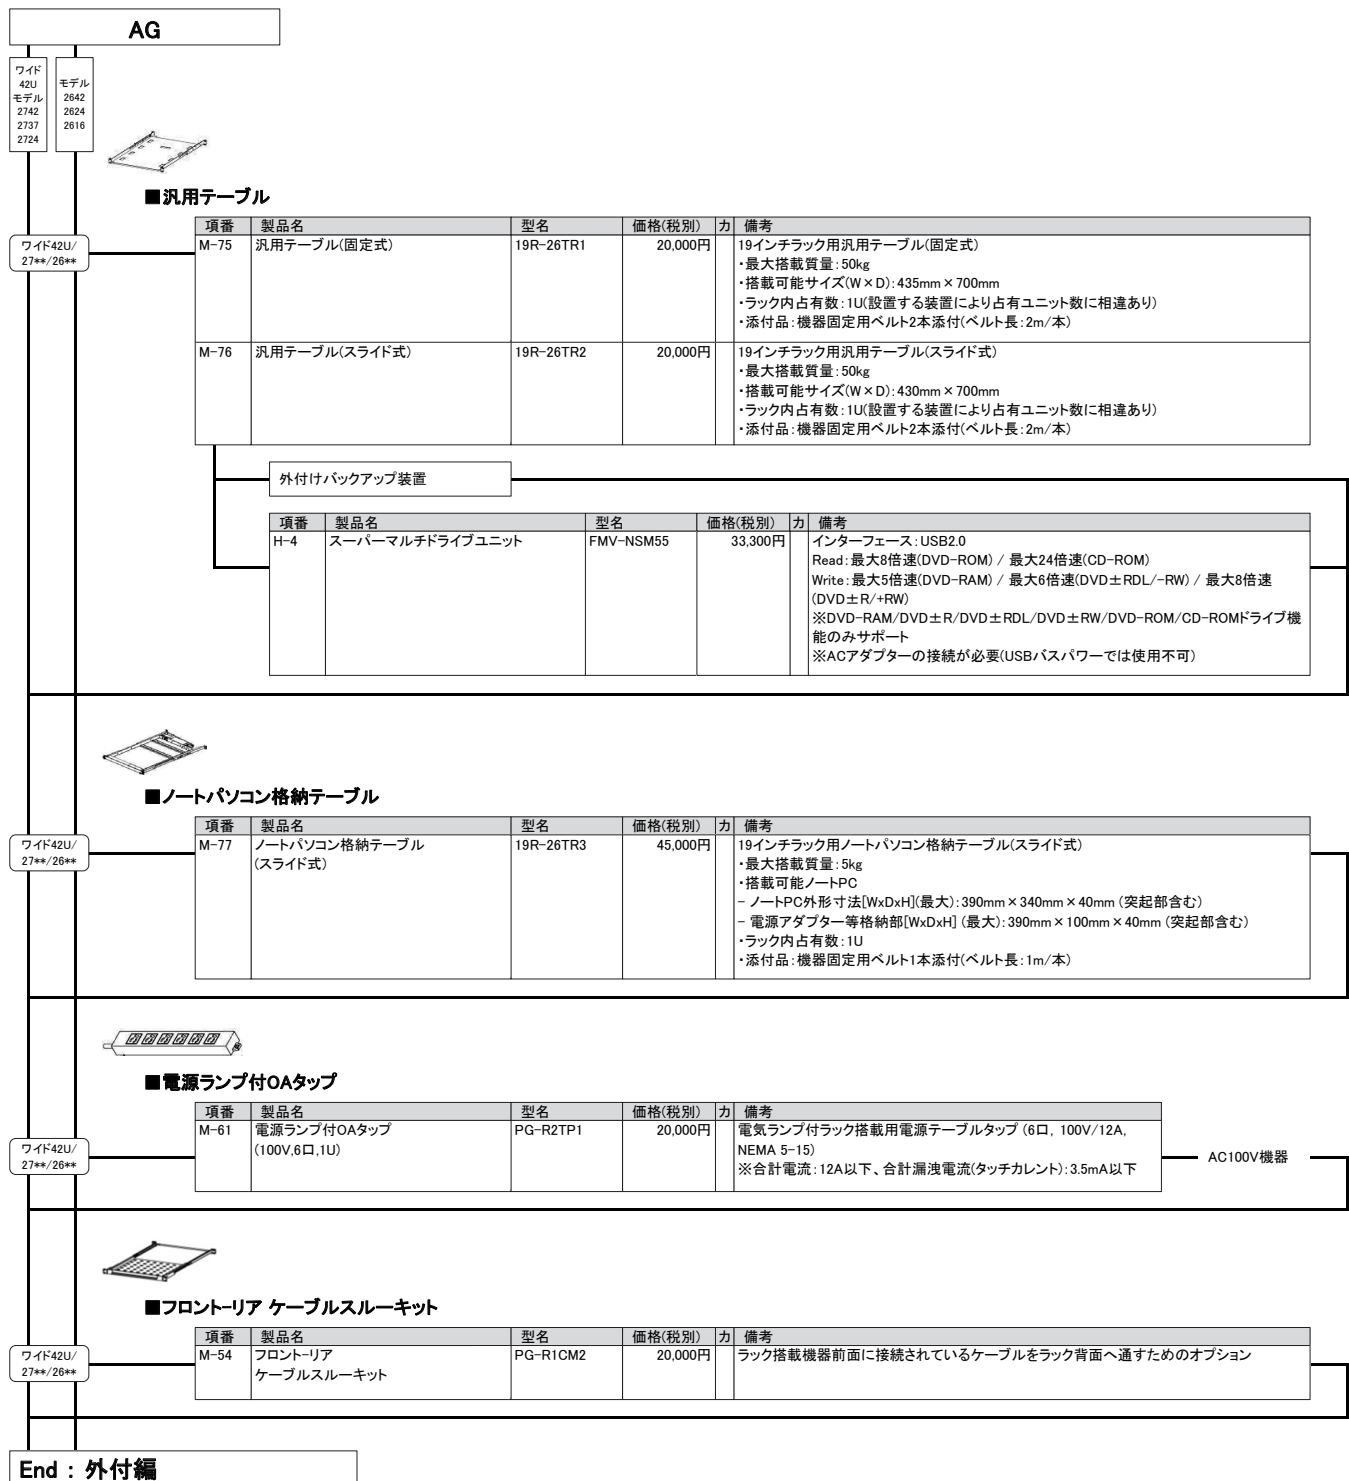 AG
ワイド
42U
モデル
2742
2737
2724
モデル
2642
2624
2616
■汎用テーブル
項番 製品名 型名 価格(税別) カ 備考
ワイド42U/
27**/26**
M-75 汎用テーブル(固定式) 19R-26TR1 20,000円 19インチラック用汎用テーブル(固定式)
・最大搭載質量:50kg
・搭載可能サイズ(W×D):435mm×700mm
・ラック内占有数:1U(設置する装置により占有ユニット数に相違あり)
・添付品:機器固定用ベルト2本添付(ベルト長:2m/本)
M-76 汎用テーブル(スライド式) 19R-26TR2 20,000円 19インチラック用汎用テーブル(スライド式)
・最大搭載質量:50kg
・搭載可能サイズ(W×D):430mm×700mm
・ラック内占有数:1U(設置する装置により占有ユニット数に相違あり)
・添付品:機器固定用ベルト2本添付(ベルト長:2m/本)
外付けバックアップ装置
項番 製品名 型名 価格(税別) カ 備考
H-4 スーパーマルチドライブユニット FMV-NSM55 33,300円 インターフェース:USB2.0
Read:最大8倍速(DVD-ROM) / 最大24倍速(CD-ROM)
Write:最大5倍速(DVD-RAM) / 最大6倍速(DVD±RDL/-RW) / 最大8倍速
(DVD±R/+RW)
※DVD-RAM/DVD±R/DVD±RDL/DVD±RW/DVD-ROM/CD-ROMドライブ機
能のみサポート
※ACアダプターの接続が必要(USBバスパワーでは使用不可)
■ノートパソコン格納テーブル
項番 製品名 型名 価格(税別) カ 備考
ワイド42U/
27**/26**
M-77 ノートパソコン格納テーブル 19R-26TR3 45,000円 19インチラック用ノートパソコン格納テーブル(スライド式)
(スライド式) ・最大搭載質量:5kg
・搭載可能ノートPC
- ノートPC外形寸法[WxDxH](最大):390mm×340mm×40mm (突起部含む)
- 電源アダプター等格納部[WxDxH] (最大):390mm×100mm×40mm (突起部含む)
・ラック内占有数:1U
・添付品:機器固定用ベルト1本添付(ベルト長:1m/本)
■電源ランプ付OAタップ
項番 製品名 型名 価格(税別) カ 備考
ワイド42U/
27**/26**
M-61 電源ランプ付OAタップ PG-R2TP1 20,000円 電気ランプ付ラック搭載用電源テーブルタップ (6口, 100V/12A,
(100V,6口,1U) NEMA 5-15)
※合計電流:12A以下、合計漏洩電流(タッチカレント):3.5mA以下
AC100V機器
■フロント-リア ケーブルスルーキット
項番 製品名 型名 価格(税別) カ 備考
ワイド42U/
27**/26**
M-54 フロント-リア PG-R1CM2 20,000円 ラック搭載機器前面に接続されているケーブルをラック背面へ通すためのオプション
ケーブルスルーキット
End : 外付編